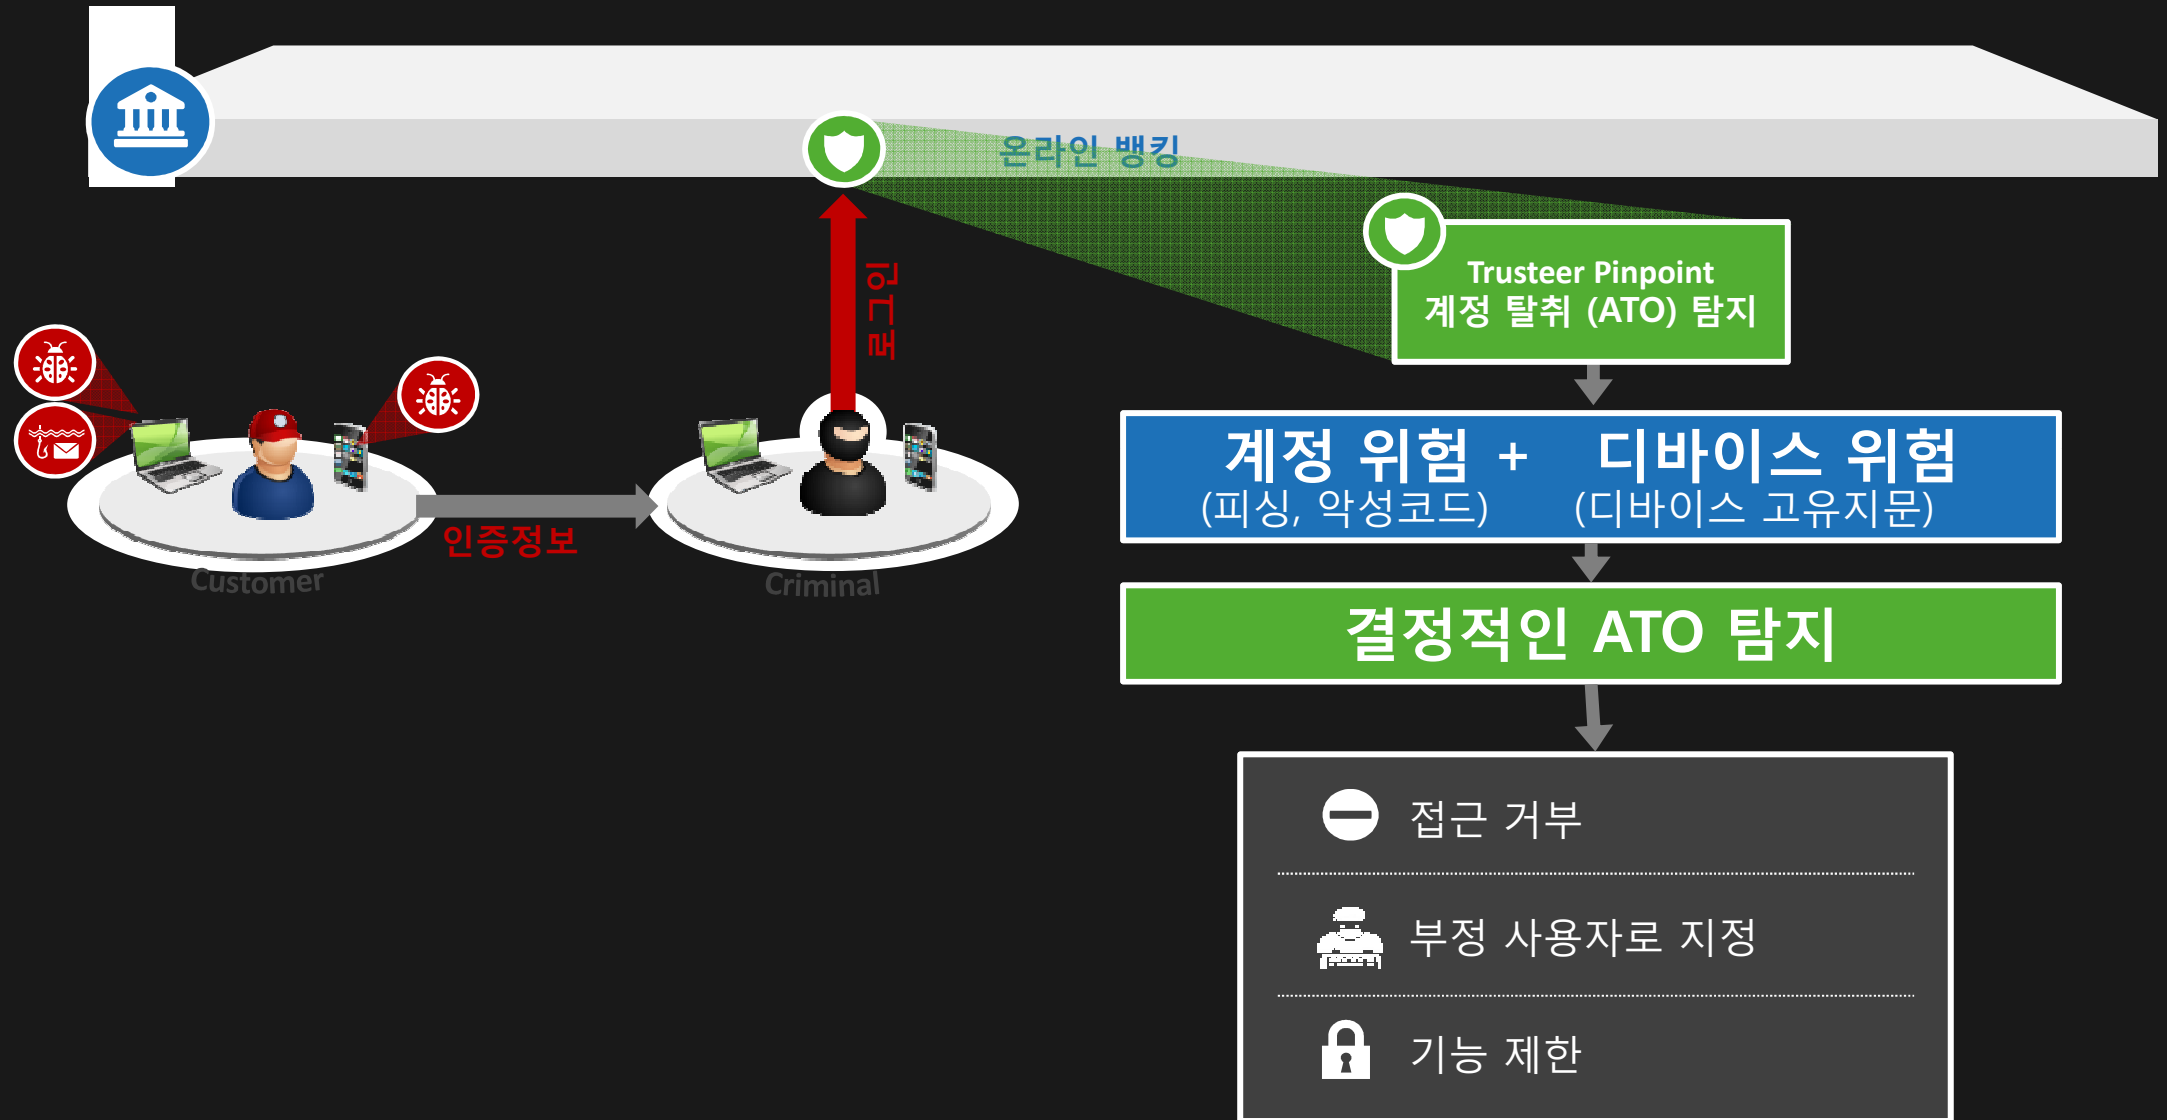 온라인 뱅킹
로그인
Trusteer Pinpoint
계정 탈취 (ATO) 탐지
인증정보
Customer
Criminal
계정 위험 + 디바이스 위험
(피싱, 악성코드) (디바이스 고유지문)
결정적인 ATO 탐지
접근 거부
부정 사용자로 지정
기능 제한